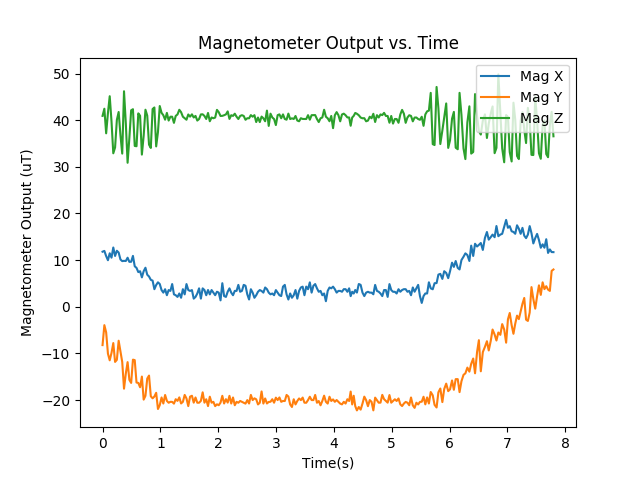 Magnetometer Output vs. Time
Mag X
Mag Y
Mag Z
Magnetometer Output (uT)
50
40
30
20
10
0
−10
−20
0 1 2 3 4 5 6 7 8
Time(s)